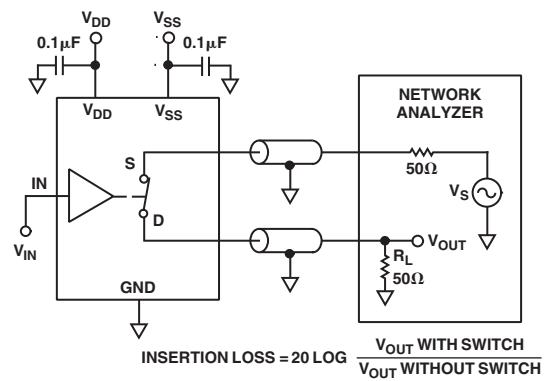 VDD
VSS
0.1µF
0.1µF
VDD
VSS
NETWORK
ANALYZER
S
50Ω
IN
VS
D
VOUT
VIN
RL
50Ω
GND
INSERTION LOSS = 20 LOG
VOUT WITH SWITCH
VOUT WITHOUT SWITCH